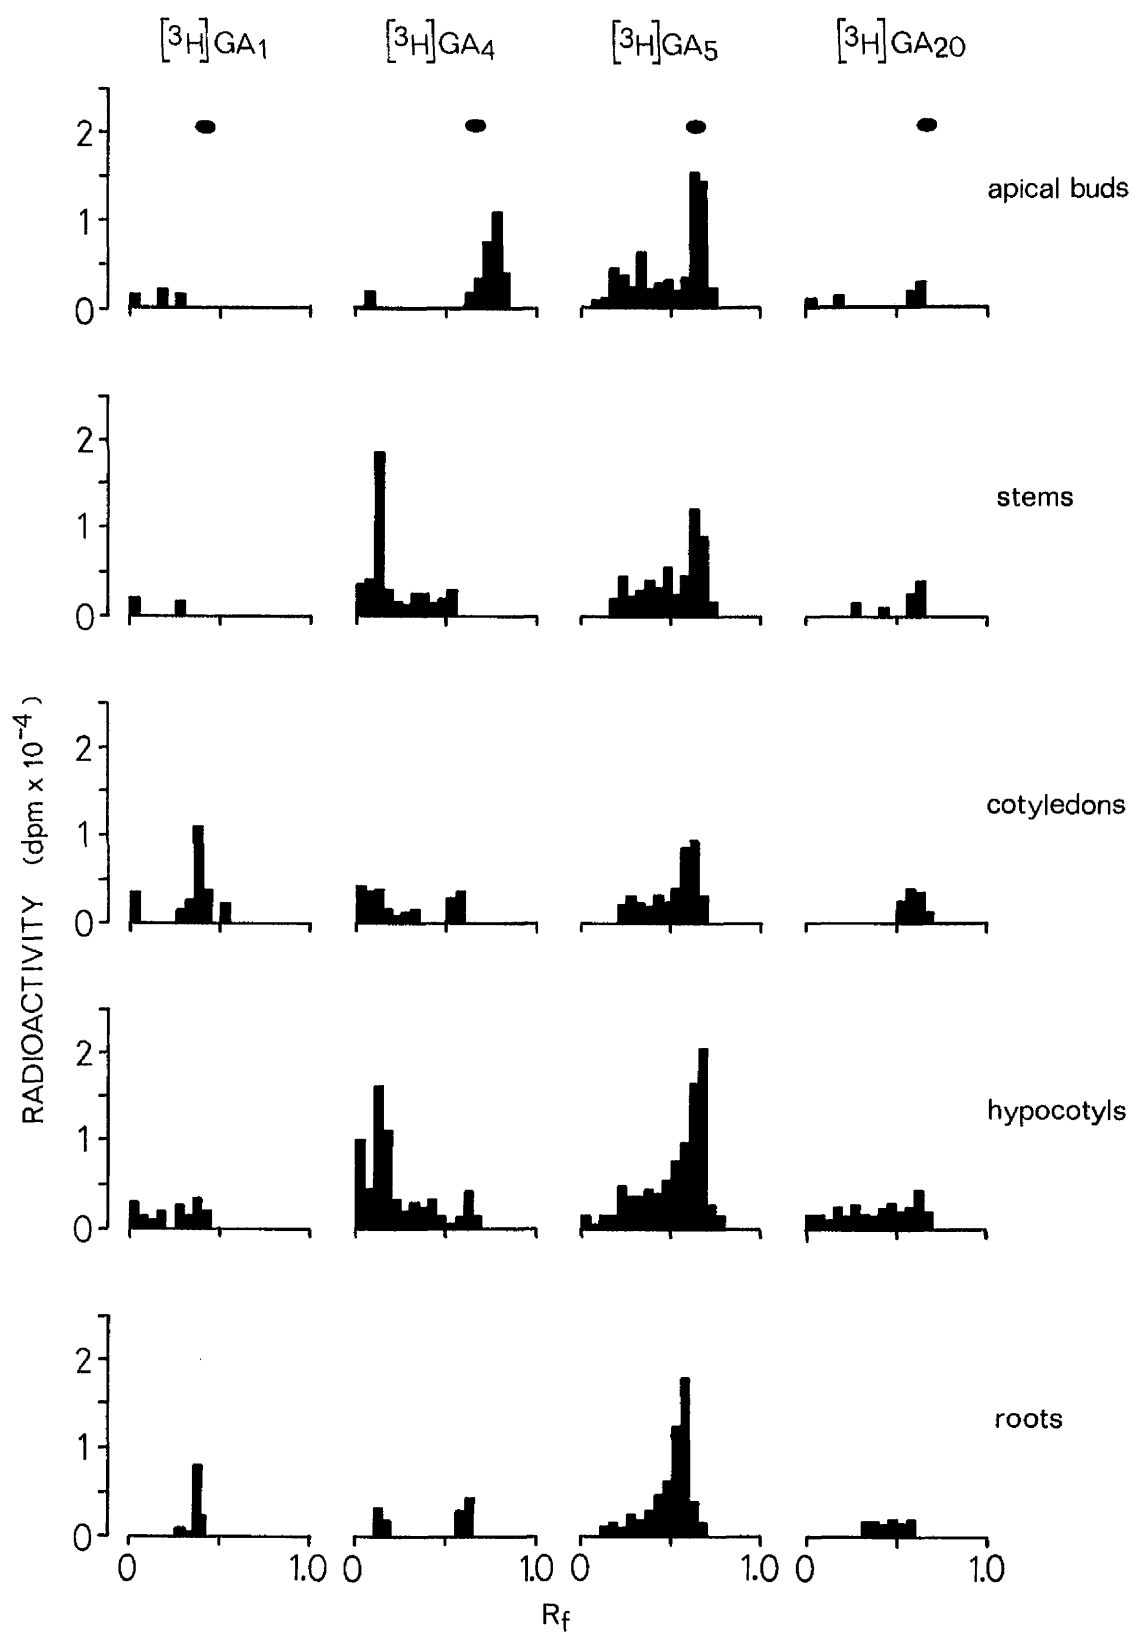 [³H]GA₁ [³H]GA₄ [³H]GA₅ [³H]GA₂₀
2
1
0
apical buds
2
1
0
stems
RADIOACTIVITY (dpm x 10⁻⁴)
2
1
0
cotyledons
2
1
0
hypocotyls
2
1
0
roots
0 1.0 0 1.0 0 1.0 0 1.0
Rf